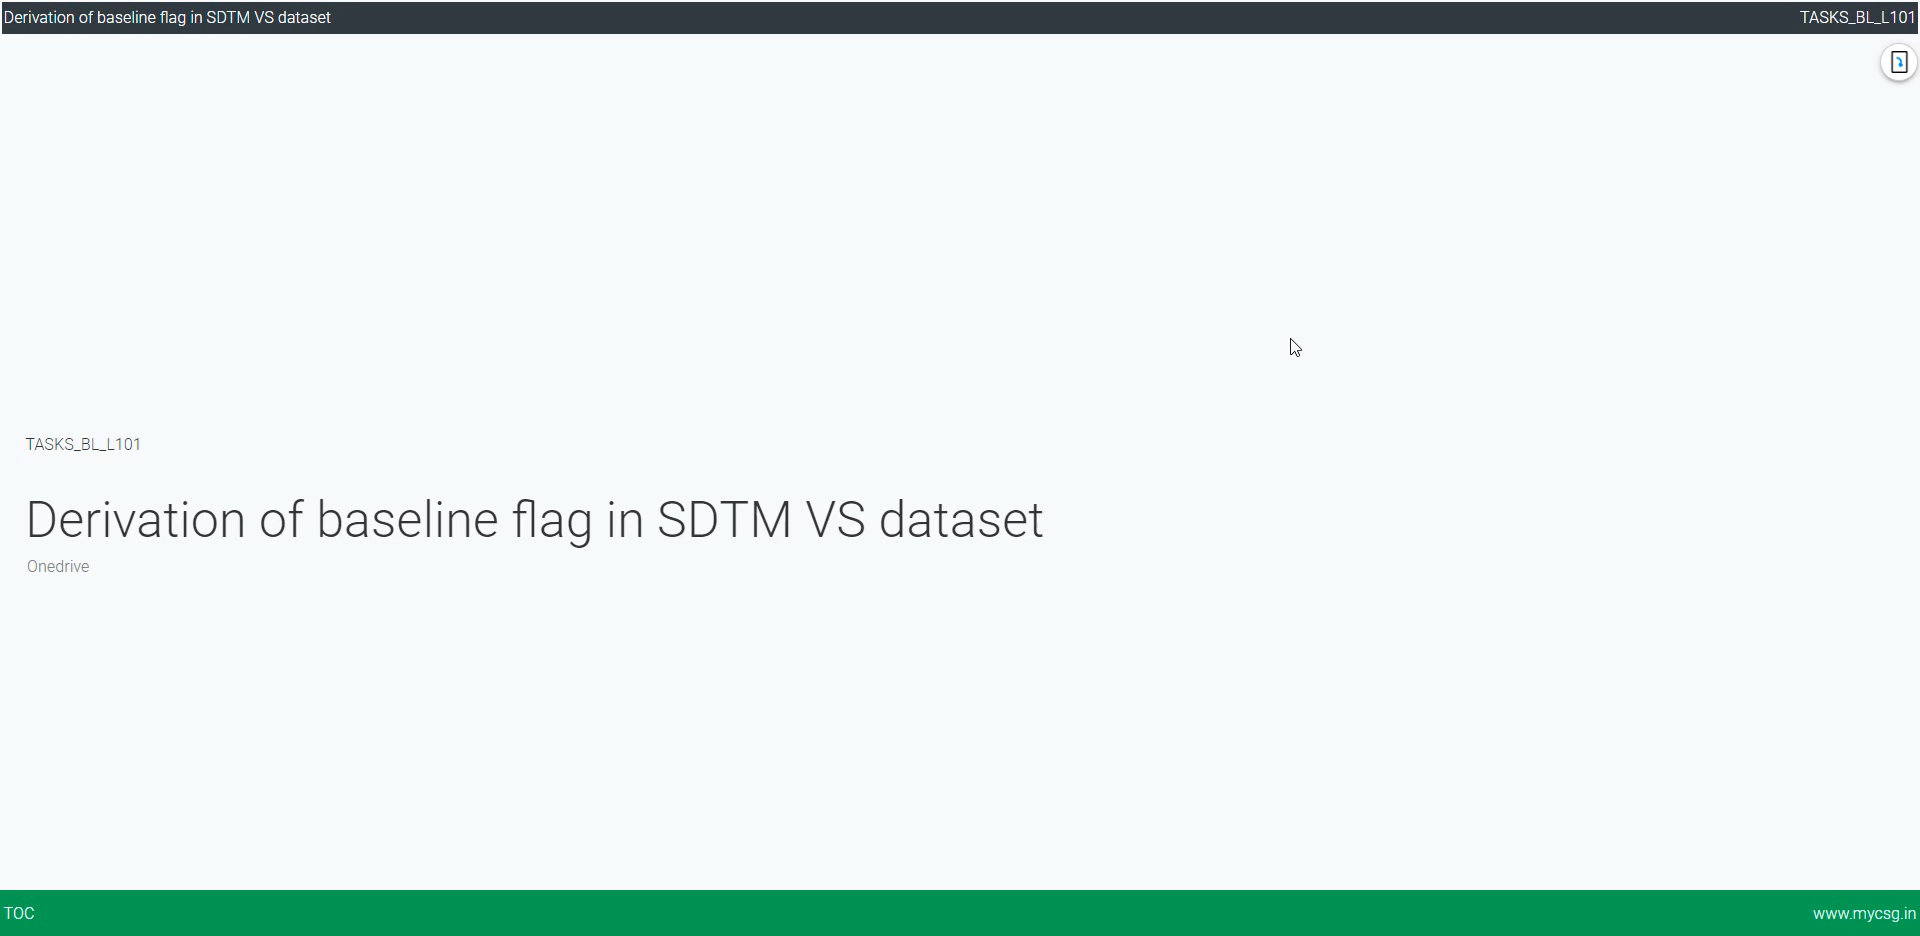 Derivation of baseline flag in SDTM VS dataset
TASKS_BL_L101
TASKS_BL_L101
Derivation of baseline flag in SDTM VS dataset
Onedrive
TOC
www.mycsg.in